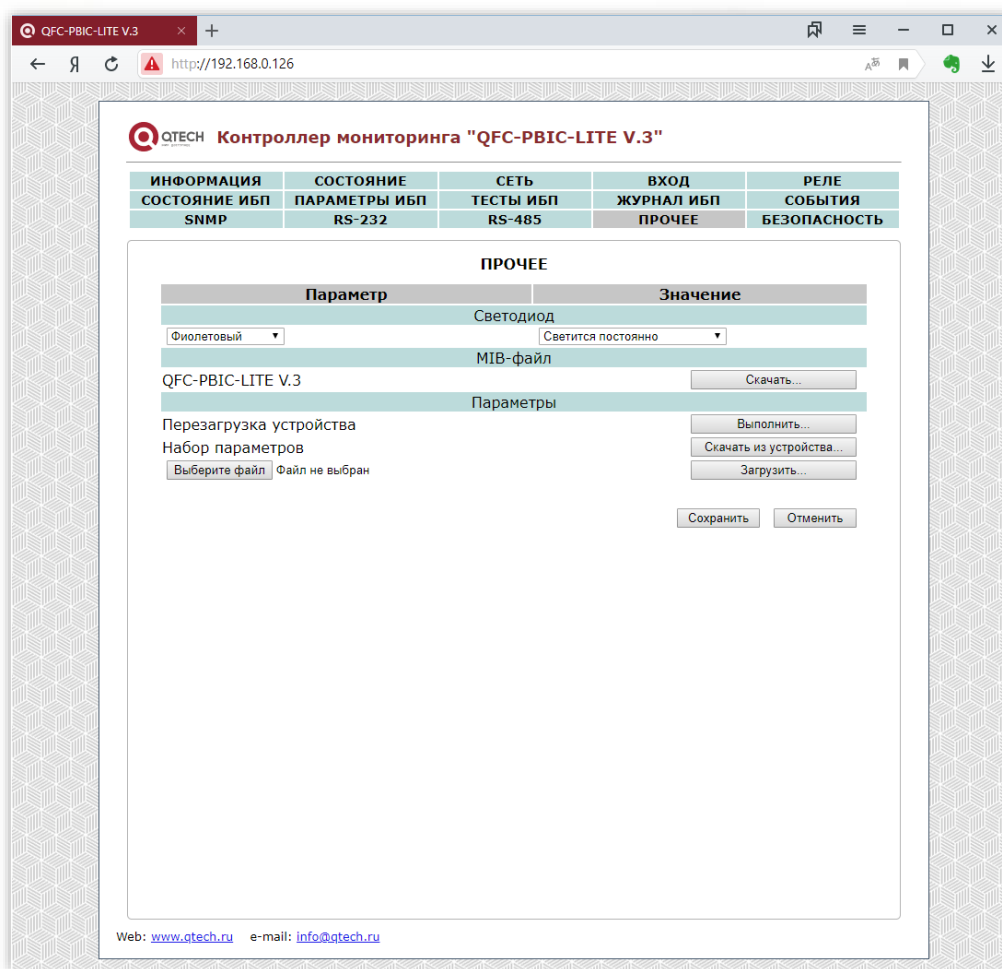 QFC-PBIC-LITE V.3
http://192.168.0.126
QTECH Контроллер мониторинга "QFC-PBIC-LITE V.3"
ИНФОРМАЦИЯ СОСТОЯНИЕ СЕТЬ ВХОД РЕЛЕ
СОСТОЯНИЕ ИБП ПАРАМЕТРЫ ИБП ТЕСТЫ ИБП ЖУРНАЛ ИБП СОБЫТИЯ
SNMP RS-232 RS-485 ПРОЧЕЕ БЕЗОПАСНОСТЬ
ПРОЧЕЕ
Параметр Значение
Светодиод
Фиолетовый Светится постоянно
MIB-файл
QFC-PBIC-LITE V.3 Скачать...
Параметры
Перезагрузка устройства Выполнить...
Набор параметров Скачать из устройства...
Выберите файл Файл не выбран Загрузить...
Сохранить Отменить
Web: www.qtech.ru e-mail: info@qtech.ru